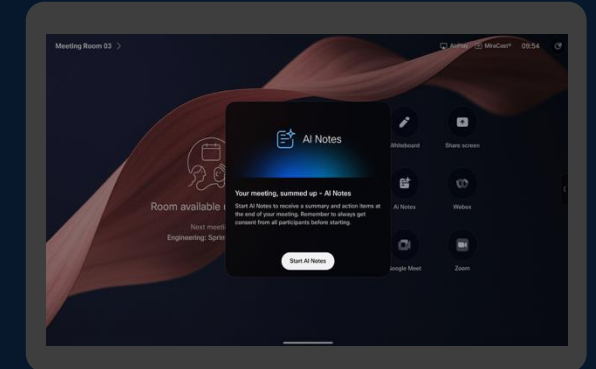 Meeting Room 03
AirPlay
MiraCast®
09:54
AI Notes
Your meeting, summed up – AI Notes
Start AI Notes to receive a summary and action items at
the end of your meeting. Remember to always get
consent from all participants before starting.
Start AI Notes
Room available
Next
Engineering:
Whiteboard
Share screen
AI Notes
Webex
Google Meet
Zoom